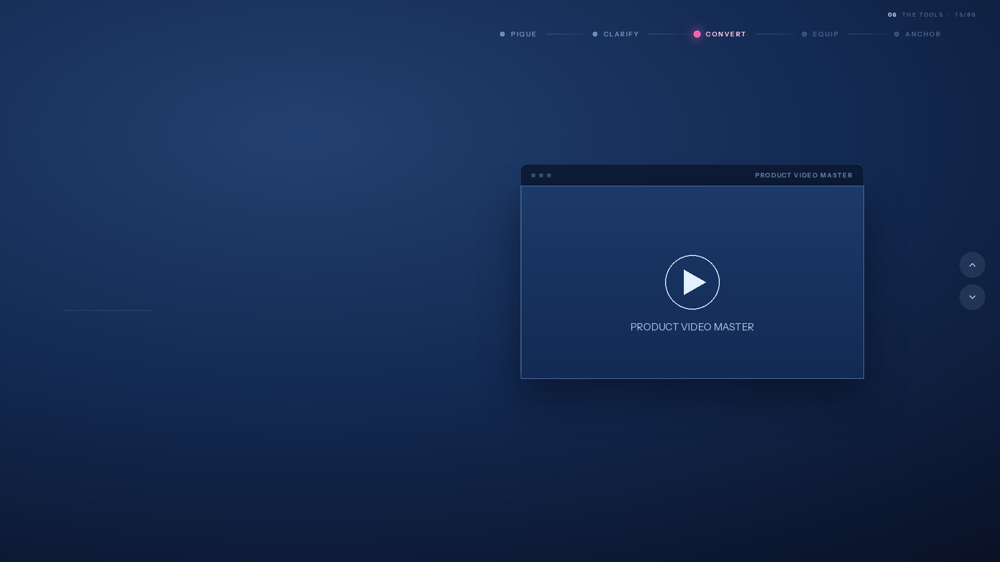 06 THE TOOLS · 75/86
PIQUE CLARIFY CONVERT EQUIP ANCHOR
PRODUCT VIDEO MASTER
PRODUCT VIDEO MASTER